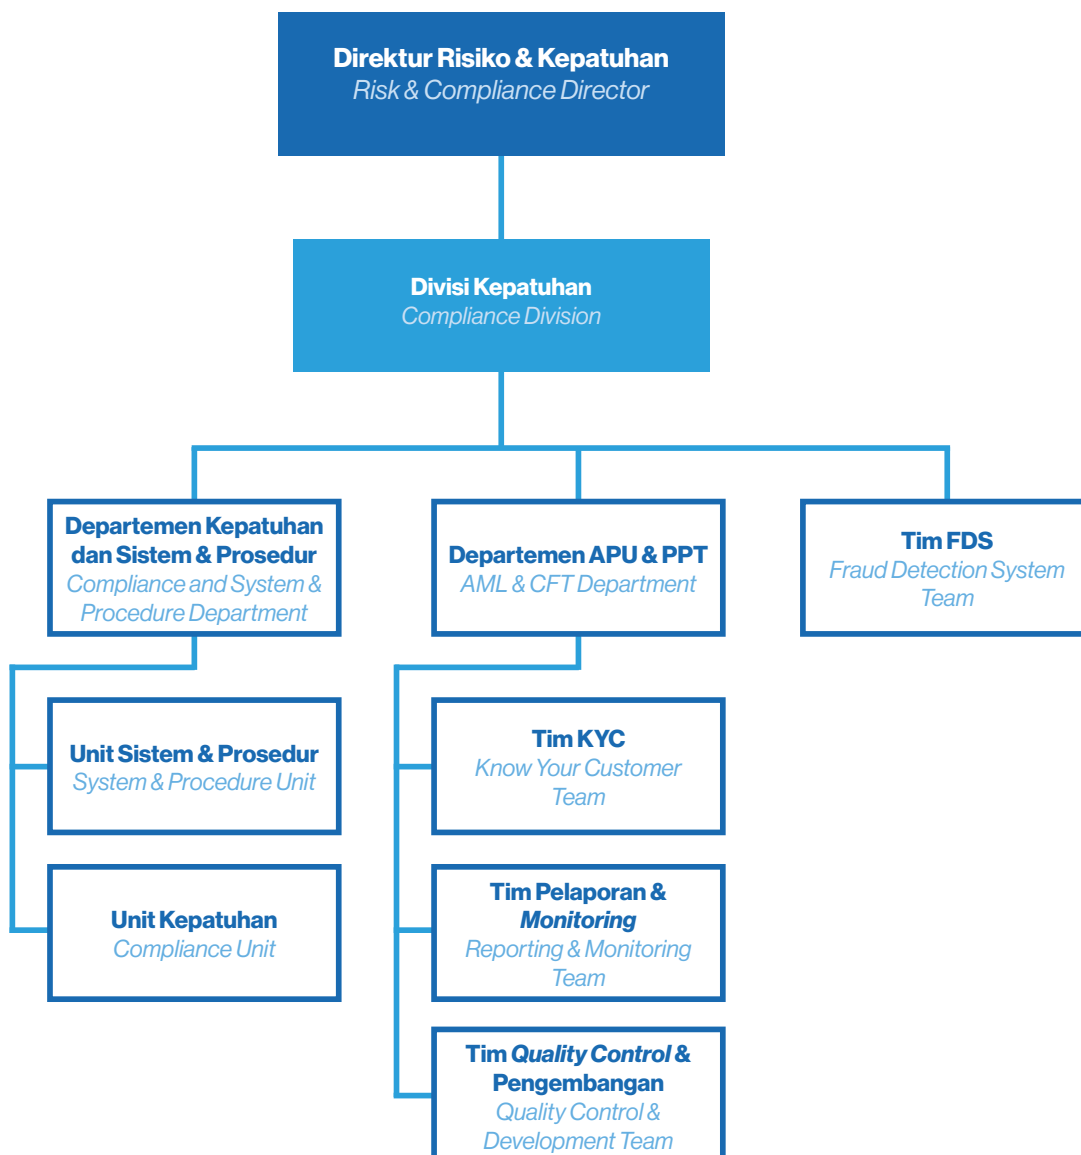 Direktur Risiko & Kepatuhan
Risk & Compliance Director
Divisi Kepatuhan
Compliance Division
Departemen Kepatuhan
dan Sistem & Prosedur
Compliance and System &
Procedure Department
Departemen APU & PPT
AML & CFT Department
Tim FDS
Fraud Detection System
Team
Unit Sistem & Prosedur
System & Procedure Unit
Tim KYC
Know Your Customer
Team
Unit Kepatuhan
Compliance Unit
Tim Pelaporan &
Monitoring
Reporting & Monitoring
Team
Tim Quality Control &
Pengembangan
Quality Control &
Development Team